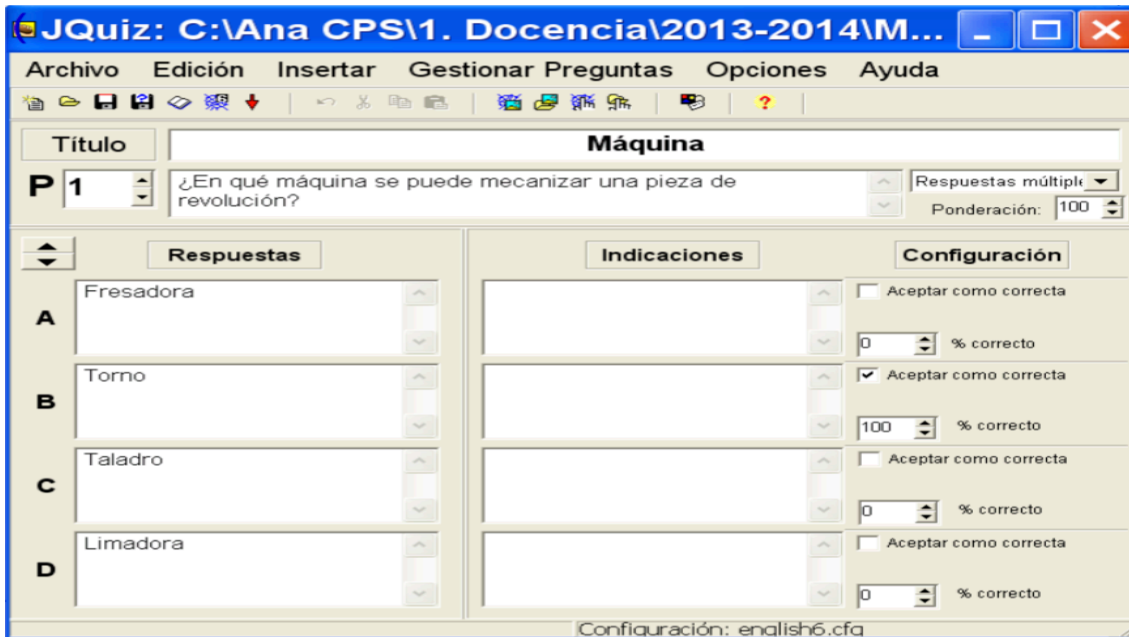 JQuiz: C:\Ana CPS\1. Docencia\2013-2014\M...
Archivo Edición Insertar Gestionar Preguntas Opciones Ayuda
Título Máquina
P 1 ¿En qué máquina se puede mecanizar una pieza de revolución? Respuestas múltiple
Ponderación: 100
Respuestas Indicaciones Configuración
A Fresadora Aceptar como correcta
0 % correcto
B Torno Aceptar como correcta
100 % correcto
C Taladro Aceptar como correcta
0 % correcto
D Limadora Aceptar como correcta
0 % correcto
Configuración: english6.cfg